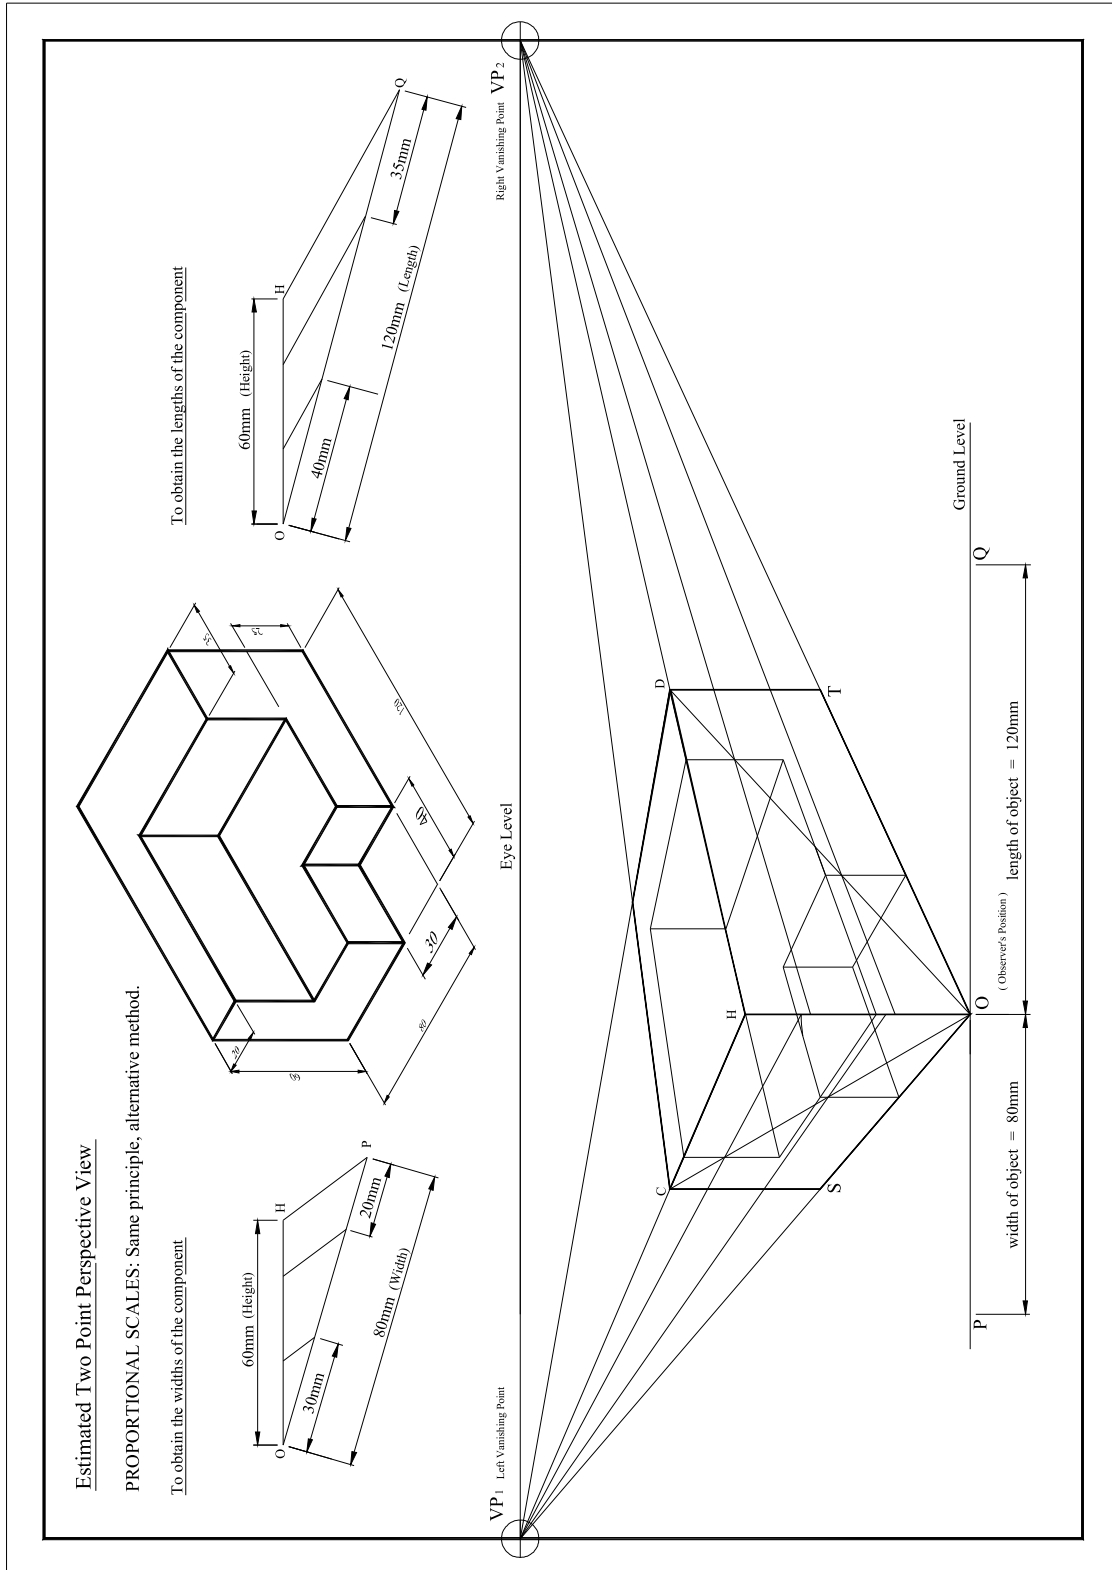 Estimated Two Point Perspective View
PROPORTIONAL SCALES: Same principle, alternative method.
To obtain the widths of the component
60mm (Height)
O
H
P
30mm
20mm
80mm (Width)
20
60
80
30
40
120
25
35
To obtain the lengths of the component
60mm (Height)
O
H
Q
40mm
35mm
120mm (Length)
VP1 Left Vanishing Point
Eye Level
Right Vanishing Point VP2
C
D
H
S
T
P
O
( Observer's Position )
Q
Ground Level
width of object = 80mm
length of object = 120mm